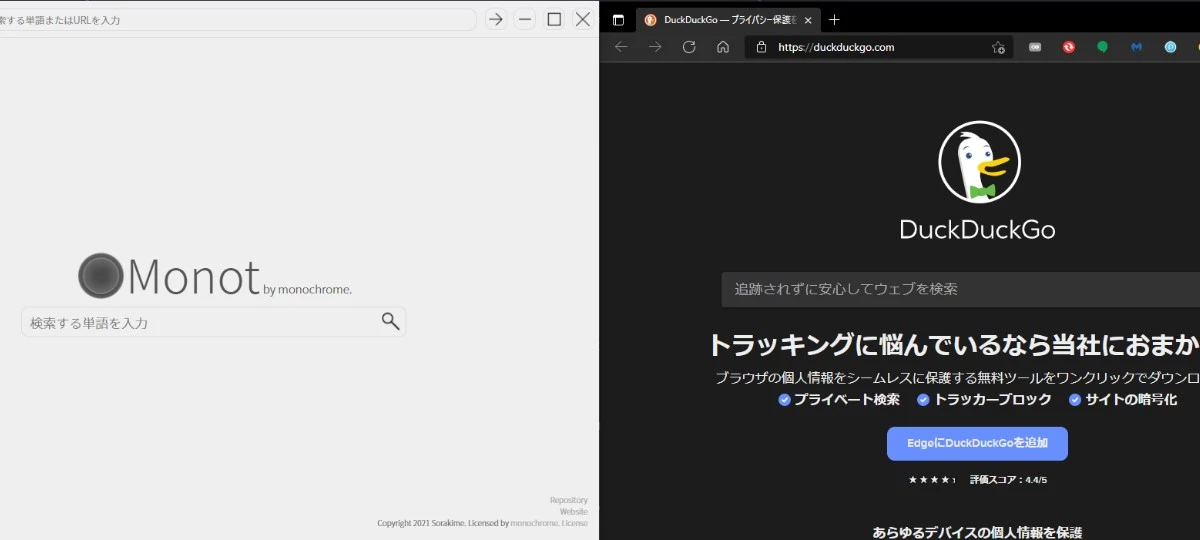 索する単語またはURLを入力
Monot by monochrome.
検索する単語を入力
Repository
Website
Copyright 2021 Sorakime. Licensed by monochrome. License
DuckDuckGo — プライバシー保護を
https://duckduckgo.com
DuckDuckGo
追跡されずに安心してウェブを検索
トラッキングに悩んでいるなら当社におまか
ブラウザの個人情報をシームレスに保護する無料ツールをワンクリックでダウンロ
プライベート検索 トラッカーブロック サイトの暗号化
EdgeにDuckDuckGoを追加
評価スコア：4.4/5
あらゆるデバイスの個人情報を保護